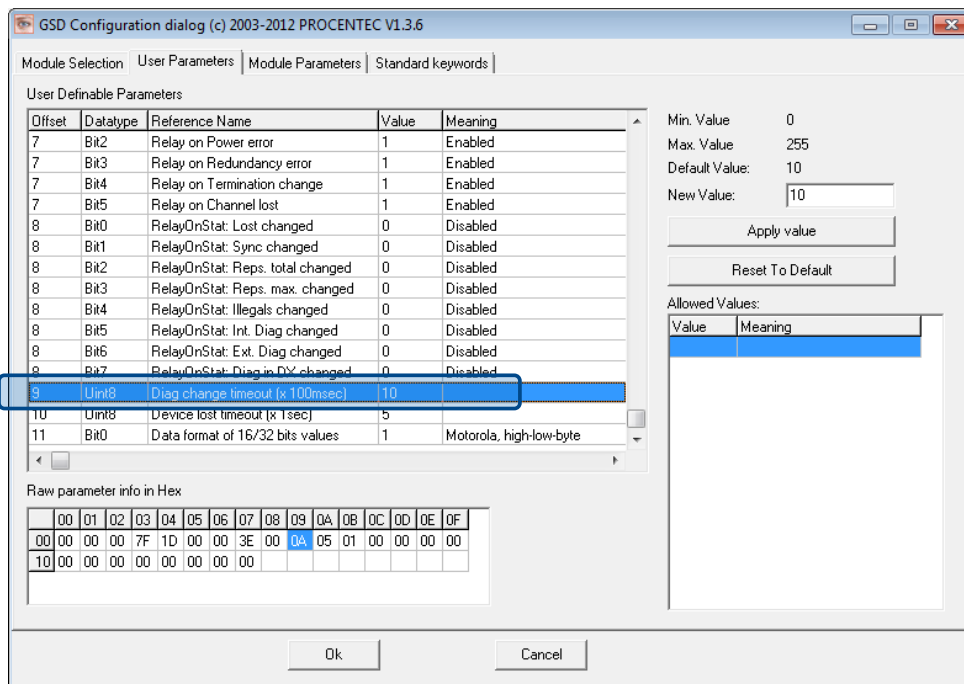 GSD Configuration dialog (c) 2003-2012 PROCENTEC V1.3.6
Module Selection User Parameters Module Parameters Standard keywords
User Definable Parameters
Offset Datatype Reference Name Value Meaning
7 Bit2 Relay on Power error 1 Enabled
7 Bit3 Relay on Redundancy error 1 Enabled
7 Bit4 Relay on Termination change 1 Enabled
7 Bit5 Relay on Channel lost 1 Enabled
8 Bit0 RelayOnStat: Lost changed 0 Disabled
8 Bit1 RelayOnStat: Sync changed 0 Disabled
8 Bit2 RelayOnStat: Reps. total changed 0 Disabled
8 Bit3 RelayOnStat: Reps. max. changed 0 Disabled
8 Bit4 RelayOnStat: Illegals changed 0 Disabled
8 Bit5 RelayOnStat: Int. Diag changed 0 Disabled
8 Bit6 RelayOnStat: Ext. Diag changed 0 Disabled
8 Bit7 RelayOnStat: Diag in DX changed 0 Disabled
9 Uint8 Diag change timeout (x 100msec) 10
10 Uint8 Device lost timeout (x 1sec) 5
11 Bit0 Data format of 16/32 bits values 1 Motorola, high-low-byte
Min. Value 0
Max. Value 255
Default Value: 10
New Value: 10
Apply value
Reset To Default
Allowed Values:
Value Meaning
Raw parameter info in Hex
00 01 02 03 04 05 06 07 08 09 0A 0B 0C 0D 0E 0F
00 00 00 00 7F 1D 00 00 3E 00 0A 05 01 00 00 00 00
10 00 00 00 00 00 00 00 00
Ok Cancel